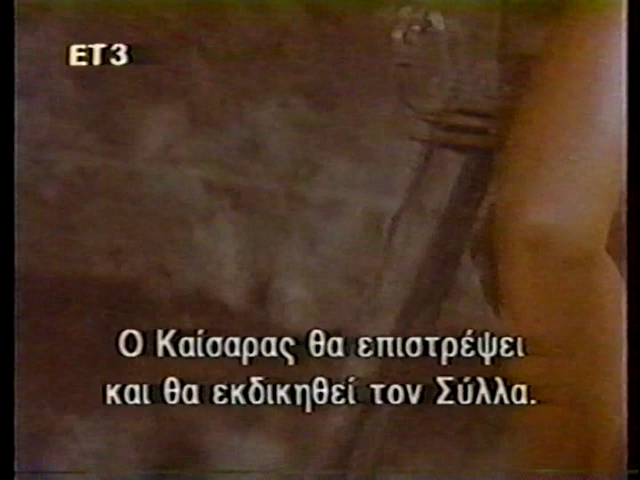 ET3
Ο Καίσαρας θα επιστρέψει
και θα εκδικηθεί τον Σύλλα.